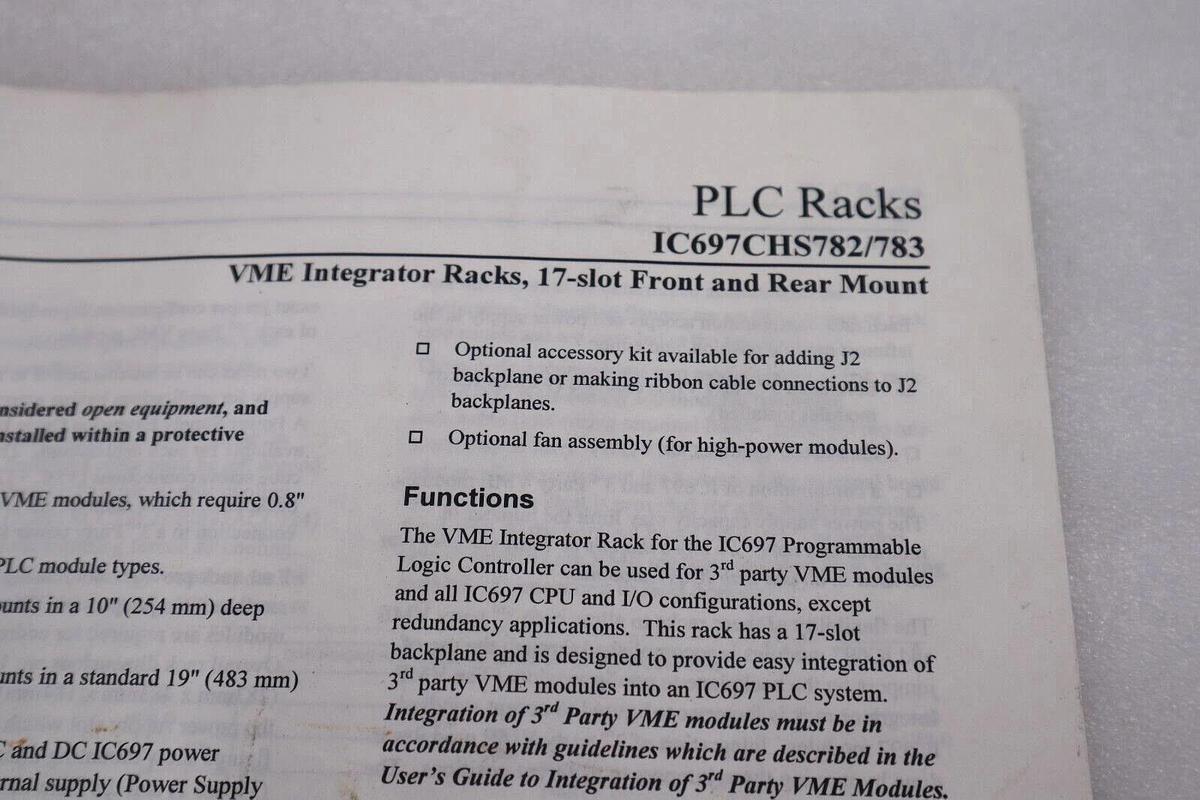 PLC Racks
IC697CHS782/783
VME Integrator Racks, 17-slot Front and Rear Mount
open equipment, and
within a protective
VME modules, which require 0.8"
PLC module types.
in a 10" (254 mm) deep
in a standard 19" (483 mm)
and DC IC697 power
supply (Power Supply
□ Optional accessory kit available for adding J2
backplane or making ribbon cable connections to J2
backplanes.
□ Optional fan assembly (for high-power modules).
Functions
The VME Integrator Rack for the IC697 Programmable
Logic Controller can be used for 3rd party VME modules
and all IC697 CPU and I/O configurations, except
redundancy applications. This rack has a 17-slot
backplane and is designed to provide easy integration of
3rd party VME modules into an IC697 PLC system.
Integration of 3rd Party VME modules must be in
accordance with guidelines which are described in the
User's Guide to Integration of 3rd Party VME Modules.